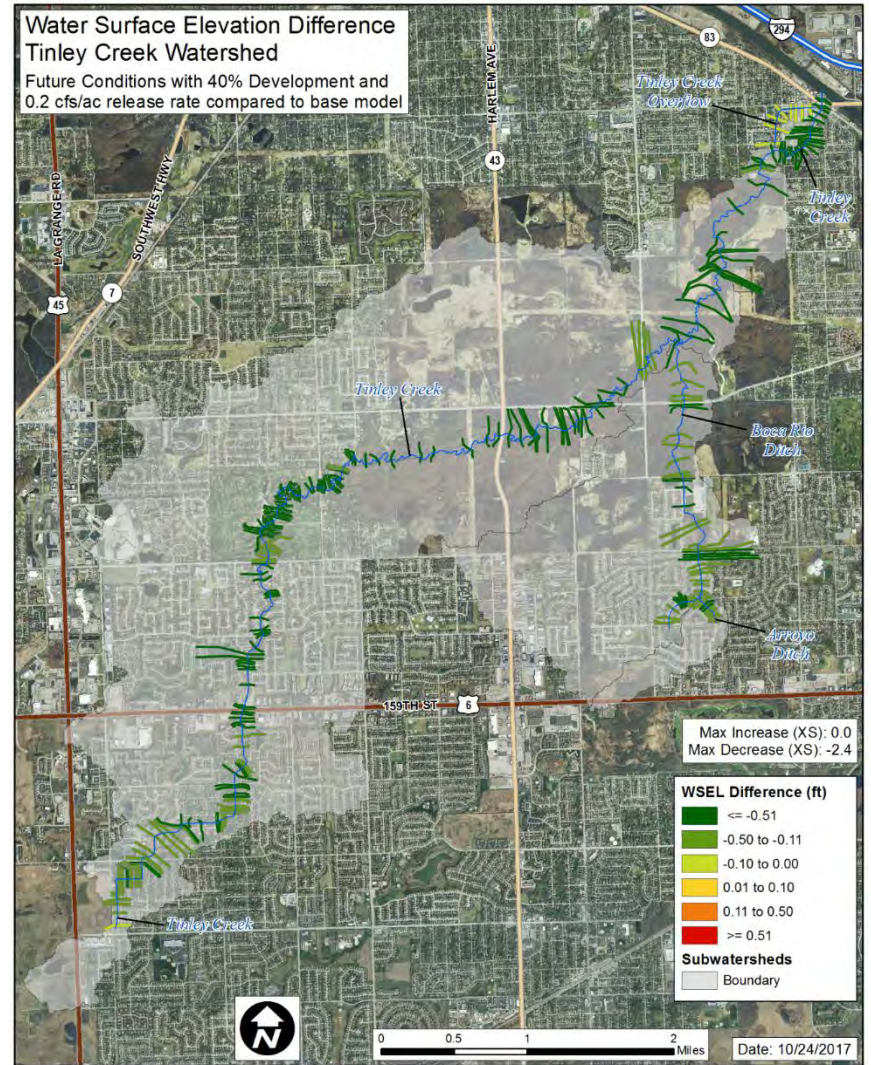 Water Surface Elevation Difference
Tinley Creek Watershed
Future Conditions with 40% Development and
0.2 cfs/ac release rate compared to base model
294
83
Tinley Creek
Overflow
HARLEM AVE
43
LA GRANGE RD
SOUTHWEST HWY
Tinley
Creek
7
45
Tinley Creek
Boca Rio
Ditch
Arroyo
Ditch
159TH ST
6
Max Increase (XS): 0.0
Max Decrease (XS): -2.4
WSEL Difference (ft)
<= -0.51
-0.50 to -0.11
-0.10 to 0.00
0.01 to 0.10
0.11 to 0.50
>= 0.51
Subwatersheds
Boundary
Tinley Creek
N
0 0.5 1 2
Miles
Date: 10/24/2017